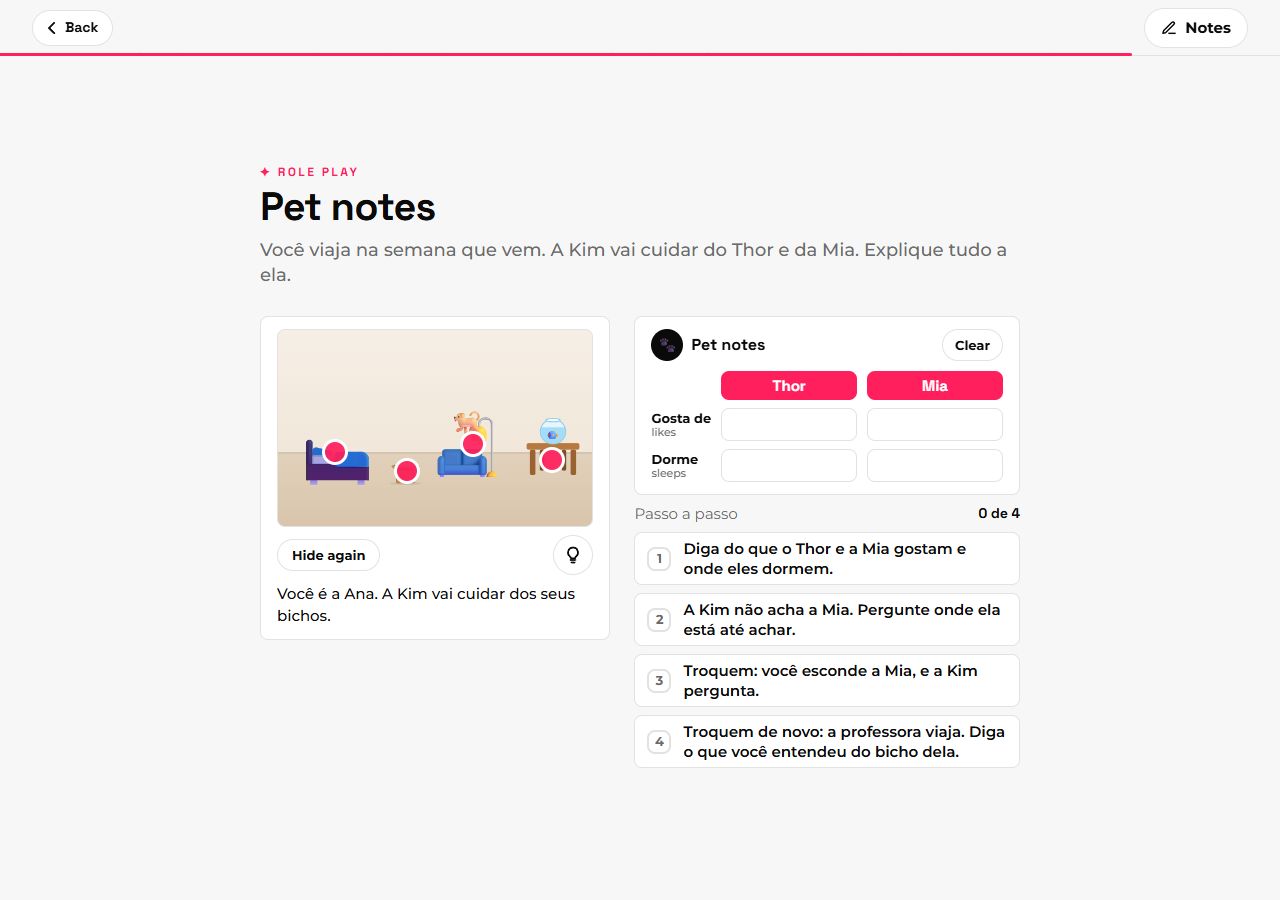 Back
Notes
ROLE PLAY
Pet notes
Você viaja na semana que vem. A Kim vai cuidar do Thor e da Mia. Explique tudo a
ela.
Hide again
Você é a Ana. A Kim vai cuidar dos seus
bichos.
Pet notes
Clear
Thor
Mia
Gosta de
likes
Dorme
sleeps
Passo a passo
0 de 4
1
Diga do que o Thor e a Mia gostam e
onde eles dormem.
2
A Kim não acha a Mia. Pergunte onde ela
está até achar.
3
Troquem: você esconde a Mia, e a Kim
pergunta.
4
Troquem de novo: a professora viaja. Diga
o que você entendeu do bicho dela.